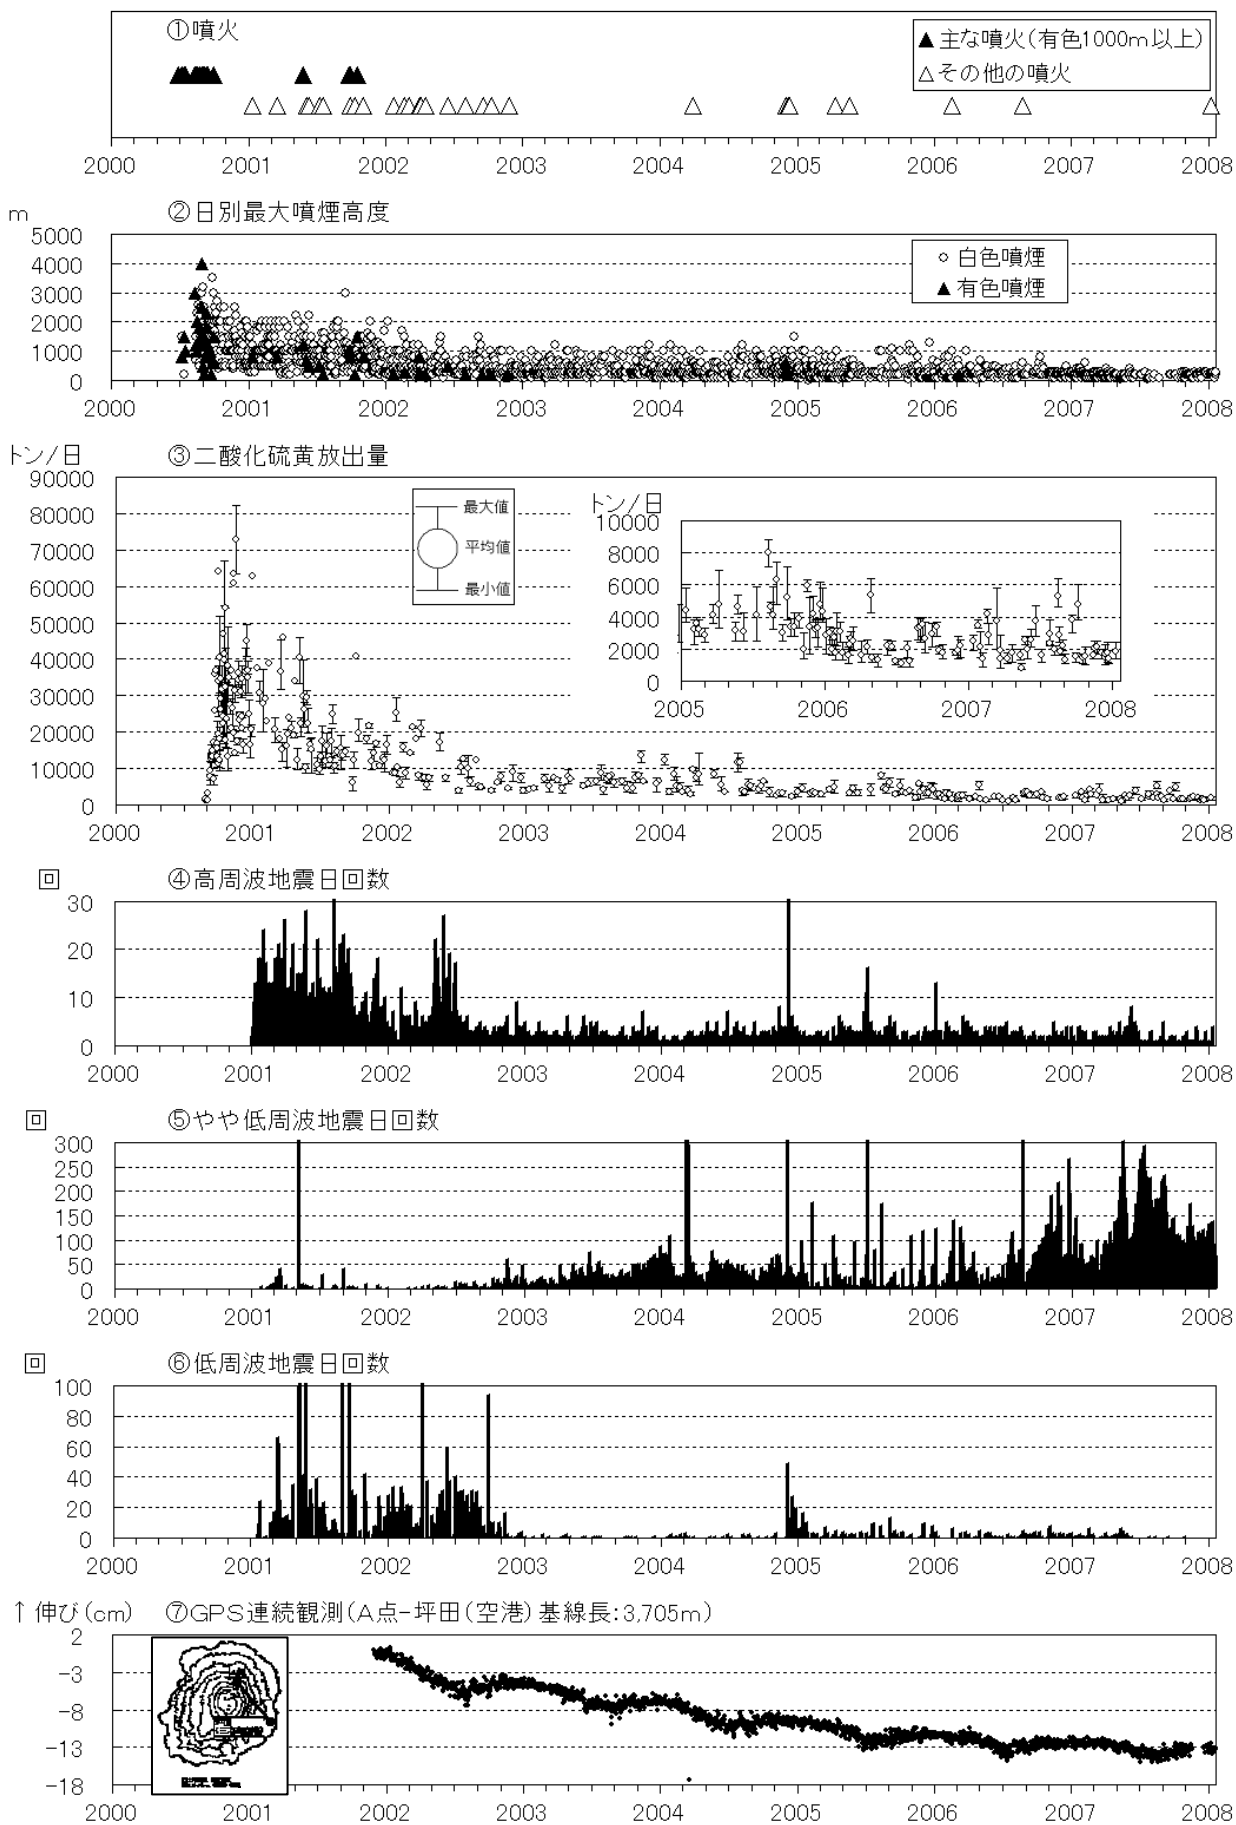 ①噴火
▲主な噴火(有色1000m以上)
△その他の噴火
2000 2001 2002 2003 2004 2005 2006 2007 2008
m ②日別最大噴煙高度
5000
4000
3000
2000
1000
0
○ 白色噴煙
▲ 有色噴煙
2000 2001 2002 2003 2004 2005 2006 2007 2008
トン/日 ③二酸化硫黄放出量
90000
80000
70000
60000
50000
40000
30000
20000
10000
0
最大値
平均値
最小値
トン/日
10000
8000
6000
4000
2000
0
2005 2006 2007 2008
2000 2001 2002 2003 2004 2005 2006 2007 2008
回 ④高周波地震日回数
30
20
10
0
2000 2001 2002 2003 2004 2005 2006 2007 2008
回 ⑤やや低周波地震日回数
300
250
200
150
100
50
0
2000 2001 2002 2003 2004 2005 2006 2007 2008
回 ⑥低周波地震日回数
100
80
60
40
20
0
2000 2001 2002 2003 2004 2005 2006 2007 2008
↑伸び(cm) ⑦GPS連続観測(A点-坪田(空港)基線長:3,705m)
2
-3
-8
-13
-18
2000 2001 2002 2003 2004 2005 2006 2007 2008